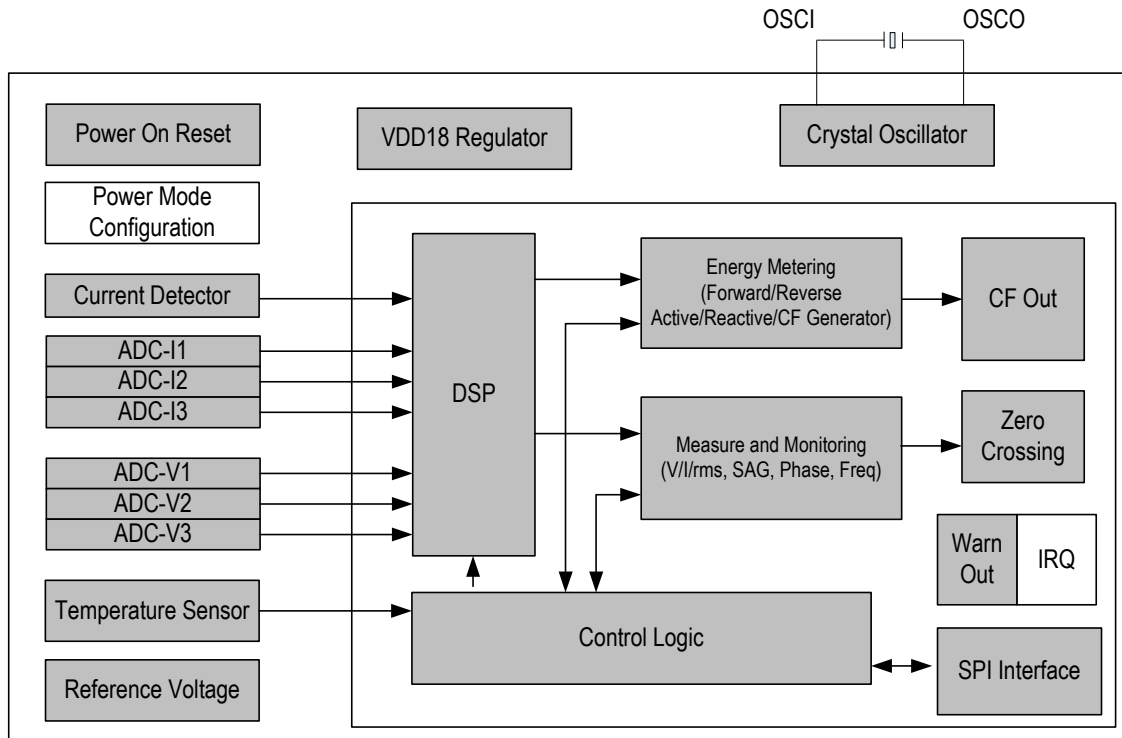 OSCI
OSCO
Power On Reset
VDD18 Regulator
Crystal Oscillator
Power Mode
Configuration
Current Detector
ADC-I1
ADC-I2
ADC-I3
ADC-V1
ADC-V2
ADC-V3
Temperature Sensor
Reference Voltage
DSP
Energy Metering
(Forward/Reverse
Active/Reactive/CF Generator)
CF Out
Measure and Monitoring
(V/I/rms, SAG, Phase, Freq)
Zero
Crossing
Warn
Out
IRQ
Control Logic
SPI Interface